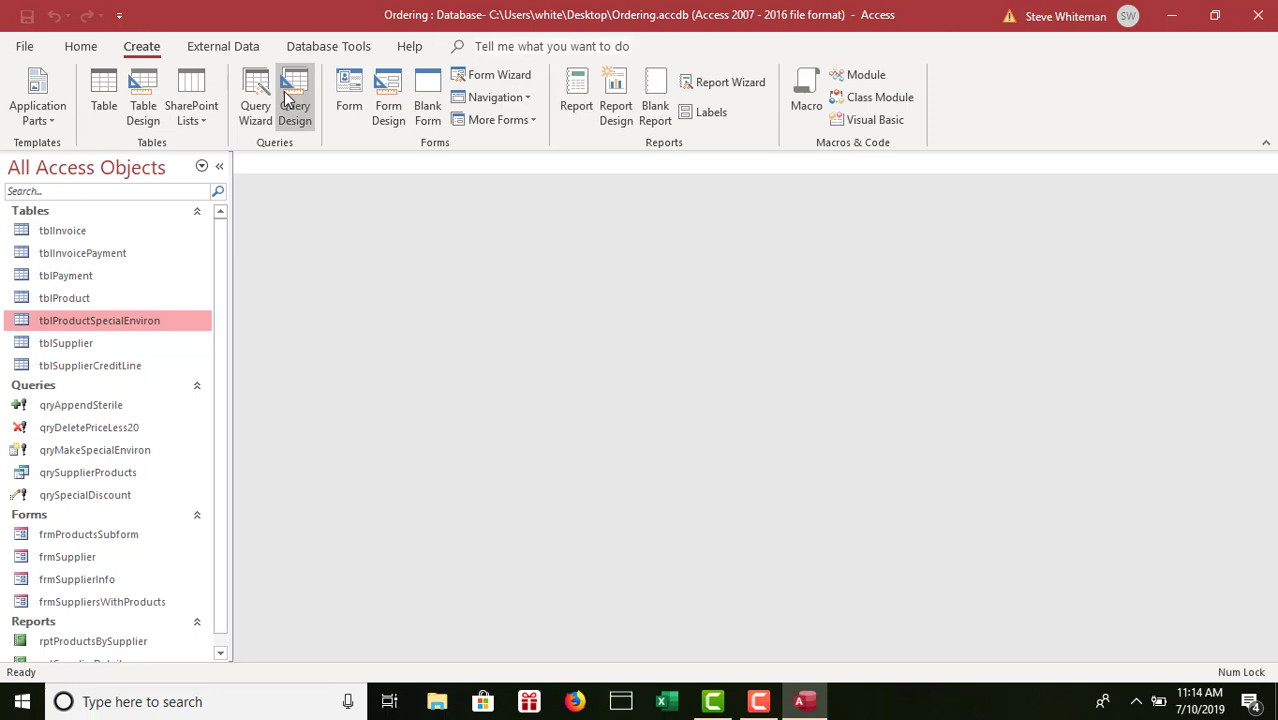 Ordering : Database- C:\Users\white\Desktop\Ordering.accdb (Access 2007 - 2016 file format) - Access
Steve Whiteman
SW
File
Home
Create
External Data
Database Tools
Help
Tell me what you want to do
Application Parts
Table
Table Design
SharePoint Lists
Query Wizard
Query Design
Form
Form Design
Blank Form
Form Wizard
Navigation
More Forms
Report
Report Design
Blank Report
Report Wizard
Labels
Macro
Module
Class Module
Visual Basic
Templates
Tables
Queries
Forms
Reports
Macros & Code
All Access Objects
Search...
Tables
tblInvoice
tblInvoicePayment
tblPayment
tblProduct
tblProductSpecialEnviron
tblSupplier
tblSupplierCreditLine
Queries
qryAppendSterile
qryDeletePriceLess20
qryMakeSpecialEnviron
qrySupplierProducts
qrySpecialDiscount
Forms
frmProductsSubform
frmSupplier
frmSupplierInfo
frmSuppliersWithProducts
Reports
rptProductsBySupplier
Ready
Num Lock
Type here to search
11:14 AM
7/10/2019
4